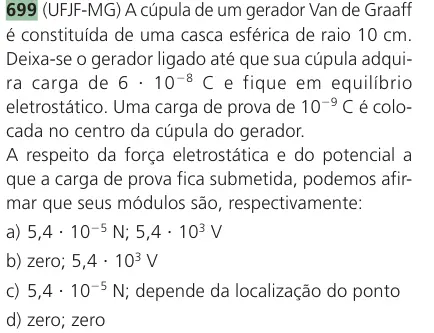 699 (UFJF-MG) A cúpula de um gerador Van de Graaff
é constituída de uma casca esférica de raio 10 cm.
Deixa-se o gerador ligado até que sua cúpula adqui-
ra carga de 6 · 10⁻⁸ C e fique em equilíbrio
eletrostático. Uma carga de prova de 10⁻⁹ C é colo-
cada no centro da cúpula do gerador.
A respeito da força eletrostática e do potencial a
que a carga de prova fica submetida, podemos afir-
mar que seus módulos são, respectivamente:
a) 5,4 · 10⁻⁵ N; 5,4 · 10³ V
b) zero; 5,4 · 10³ V
c) 5,4 · 10⁻⁵ N; depende da localização do ponto
d) zero; zero